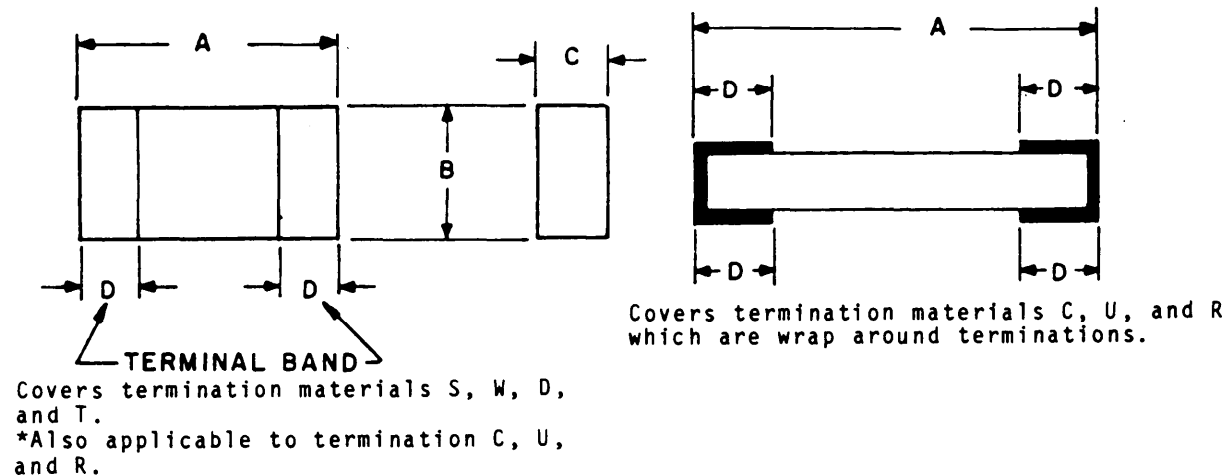 A
C
B
D
D
TERMINAL BAND
Covers termination materials S, W, D,
and T.
*Also applicable to termination C, U,
and R.
A
D
D
D
D
Covers termination materials C, U, and R
which are wrap around terminations.